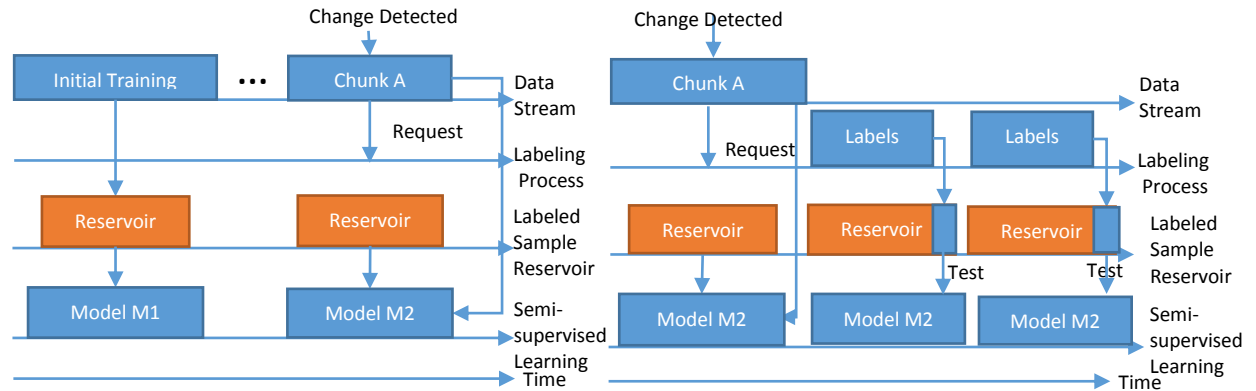 Change Detected
Initial Training
...
Chunk A
Data
Stream
Request
Labeling
Process
Reservoir
Reservoir
Labeled
Sample
Reservoir
Model M1
Model M2
Semi-
supervised
Learning
Time
Change Detected
Chunk A
Data
Stream
Request
Labels
Labels
Labeling
Process
Reservoir
Reservoir
Reservoir
Labeled
Sample
Reservoir
Test
Test
Model M2
Model M2
Model M2
Semi-
supervised
Learning
Time